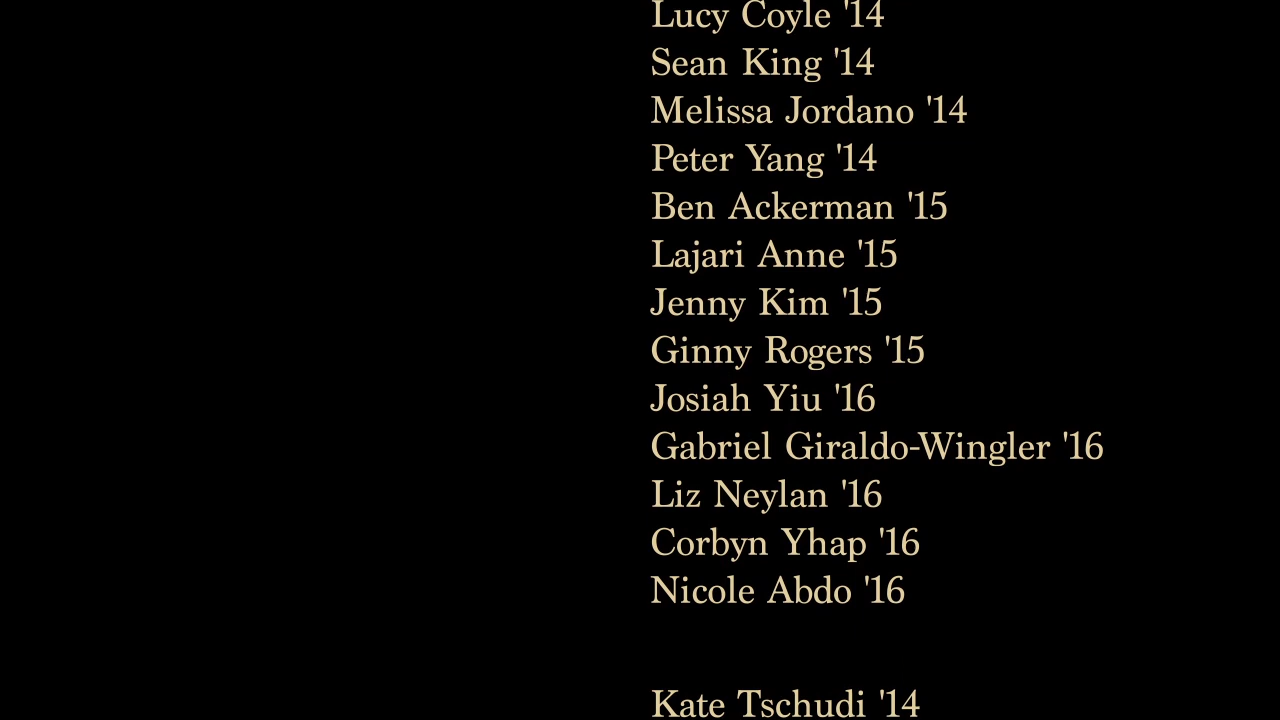 Lucy Coyle '14
Sean King '14
Melissa Jordano '14
Peter Yang '14
Ben Ackerman '15
Lajari Anne '15
Jenny Kim '15
Ginny Rogers '15
Josiah Yiu '16
Gabriel Giraldo-Wingler '16
Liz Neylan '16
Corbyn Yhap '16
Nicole Abdo '16
Kate Tschudi '14